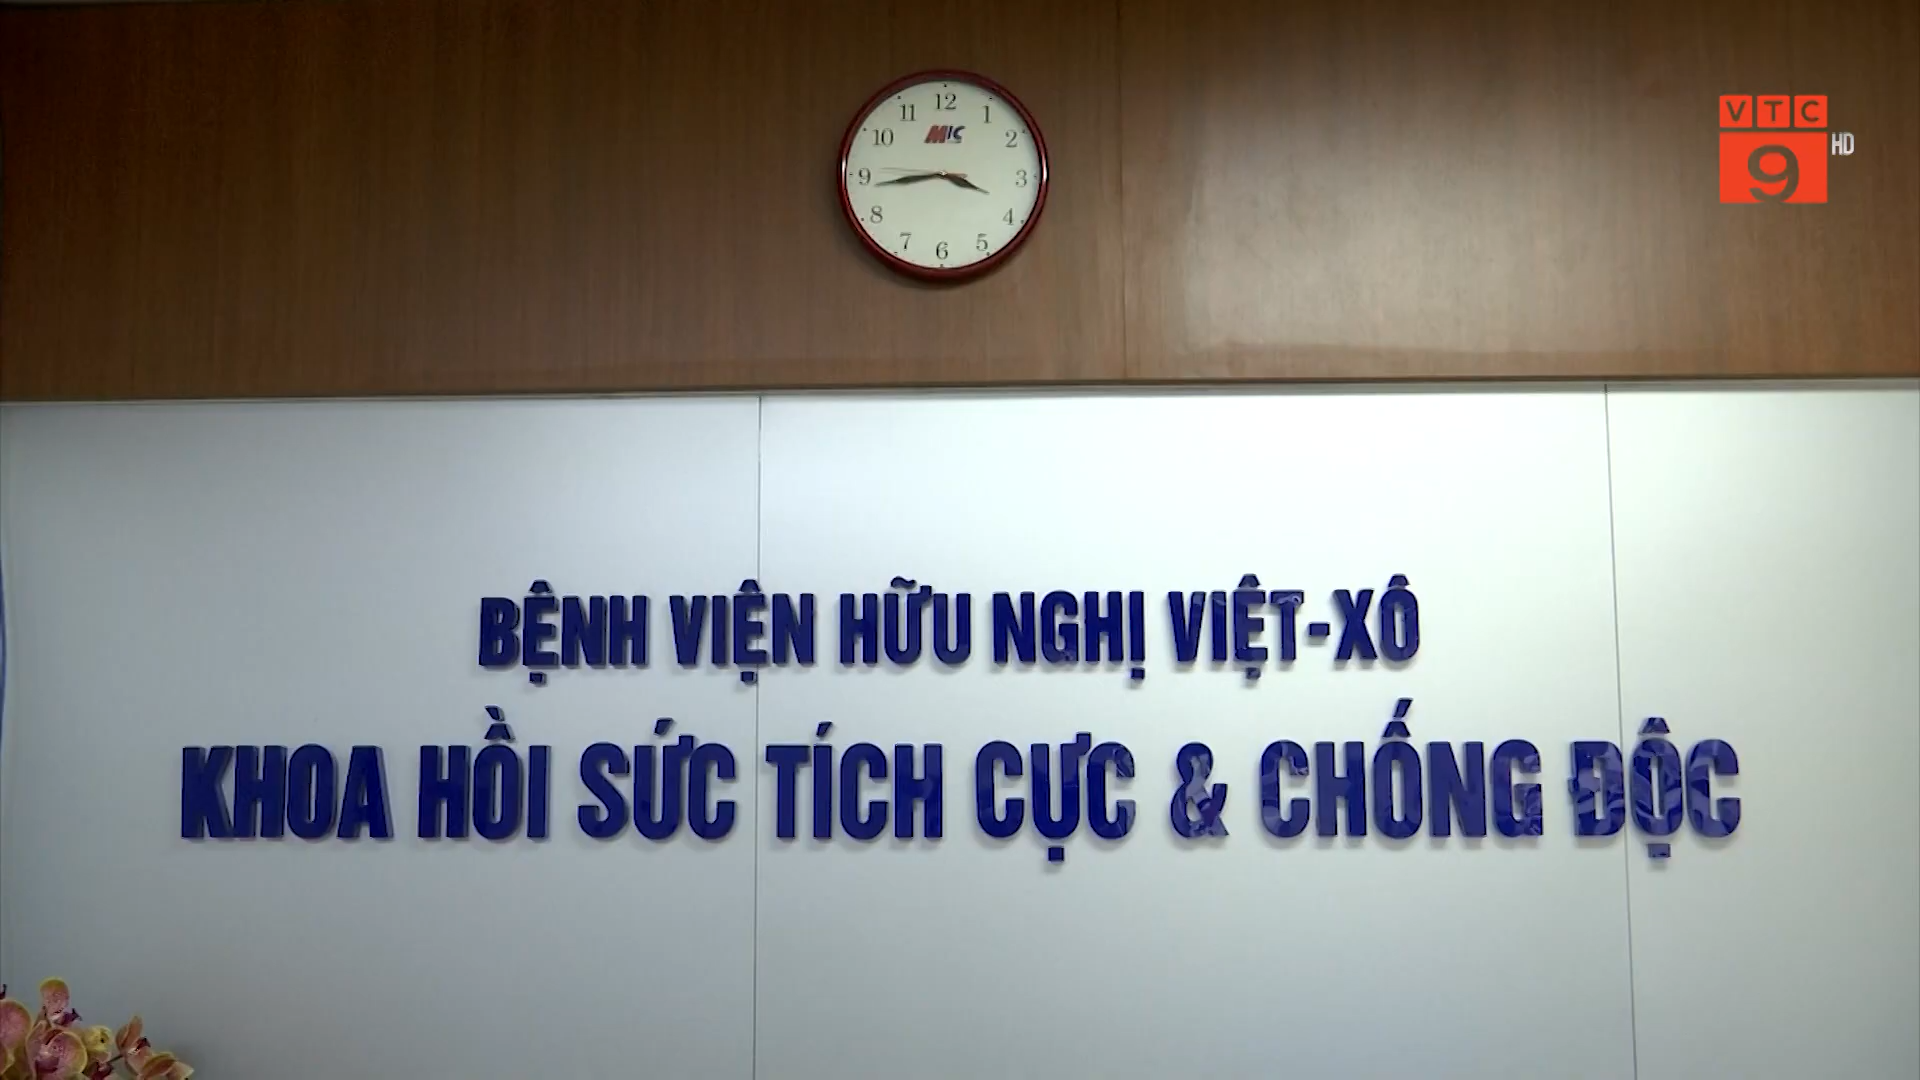 12
11 1
MIC
10 2
9 3
8 4
7 5
6
VTC
9 HD
BỆNH VIỆN HỮU NGHỊ VIỆT-XÔ
KHOA HỒI SỨC TÍCH CỰC & CHỐNG ĐỘC